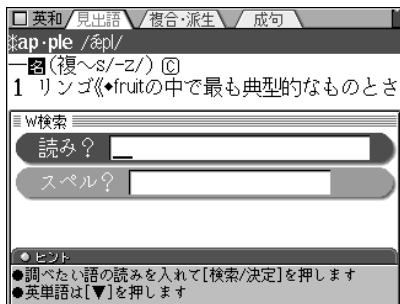 英和 見出語 複合・派生 成句
*ap・ple /ǽpl/
━名(複~s/-z/) Ⓒ
1 リンゴ《◆fruitの中で最も典型的なものとさ
W検索
読み?
スペル?
ヒント
●調べたい語の読みを入れて[検索/決定]を押します
●英単語は[▼]を押します